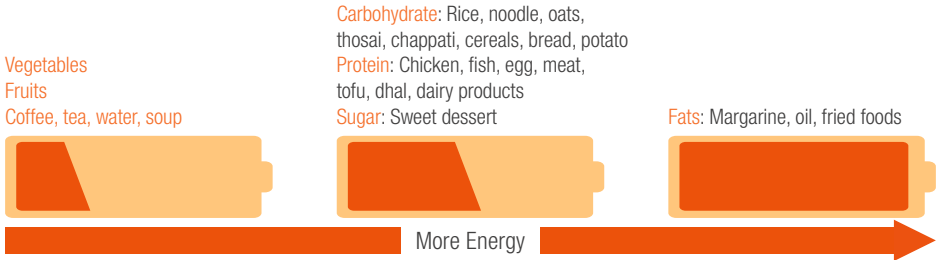 Vegetables
Fruits
Coffee, tea, water, soup
Carbohydrate: Rice, noodle, oats,
thosai, chappati, cereals, bread, potato
Protein: Chicken, fish, egg, meat,
tofu, dhal, dairy products
Sugar: Sweet dessert
Fats: Margarine, oil, fried foods
More Energy